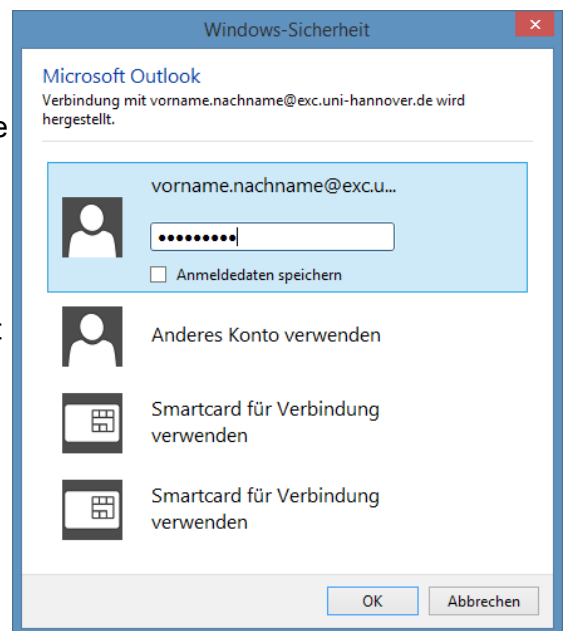 Windows-Sicherheit
Microsoft Outlook
Verbindung mit vorname.nachname@exc.uni-hannover.de wird
hergestellt.
e
vorname.nachname@exc.u...
•••••••••
Anmeldedaten speichern
t
Anderes Konto verwenden
Smartcard für Verbindung
verwenden
Smartcard für Verbindung
verwenden
OK Abbrechen